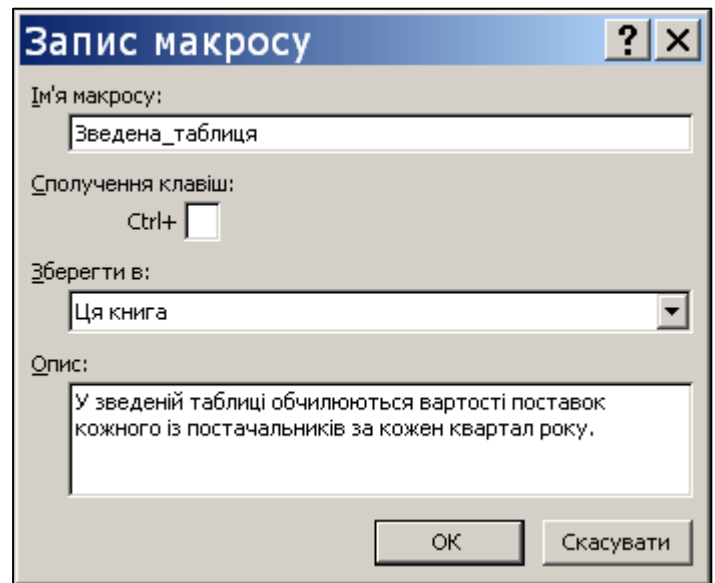 Запис макросу
Ім'я макросу:
Зведена_таблиця
Сполучення клавіш:
Ctrl+
Зберегти в:
Ця книга
Опис:
У зведеній таблиці обчилюються вартості поставок
кожного із постачальників за кожен квартал року.
ОК Скасувати